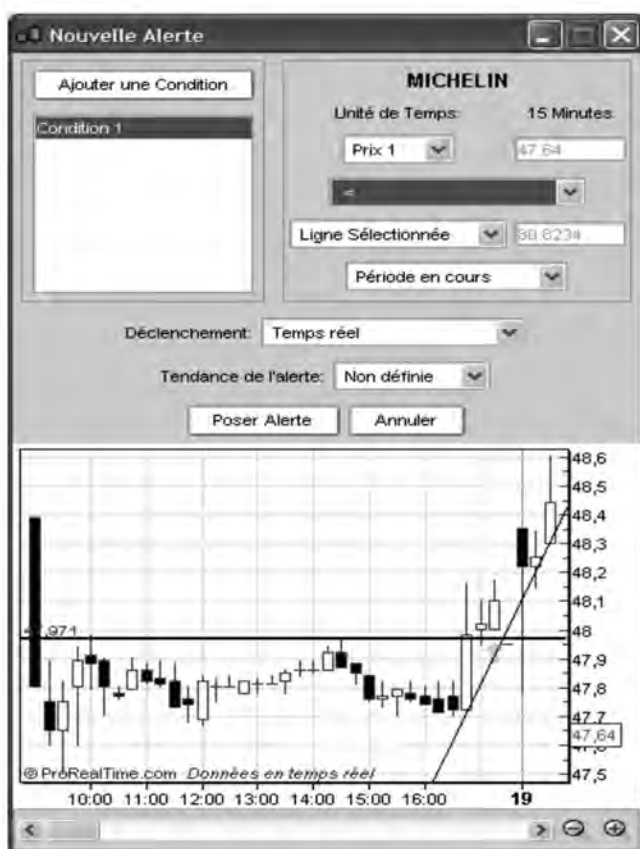 Nouvelle Alerte
Ajouter une Condition
Condition 1
MICHELIN
Unité de Temps: 15 Minutes
Prix 1 47.64
Ligne Sélectionnée
Période en cours
Déclenchement: Temps réel
Tendance de l'alerte: Non définie
Poser Alerte Annuler
48,6
48,5
48,4
48,3
48,2
48,1
48
47,9
47,8
47,7
47,64
47,5
© ProRealTime.com Données en temps réel
10:00 11:00 12:00 13:00 14:00 15:00 16:00 19